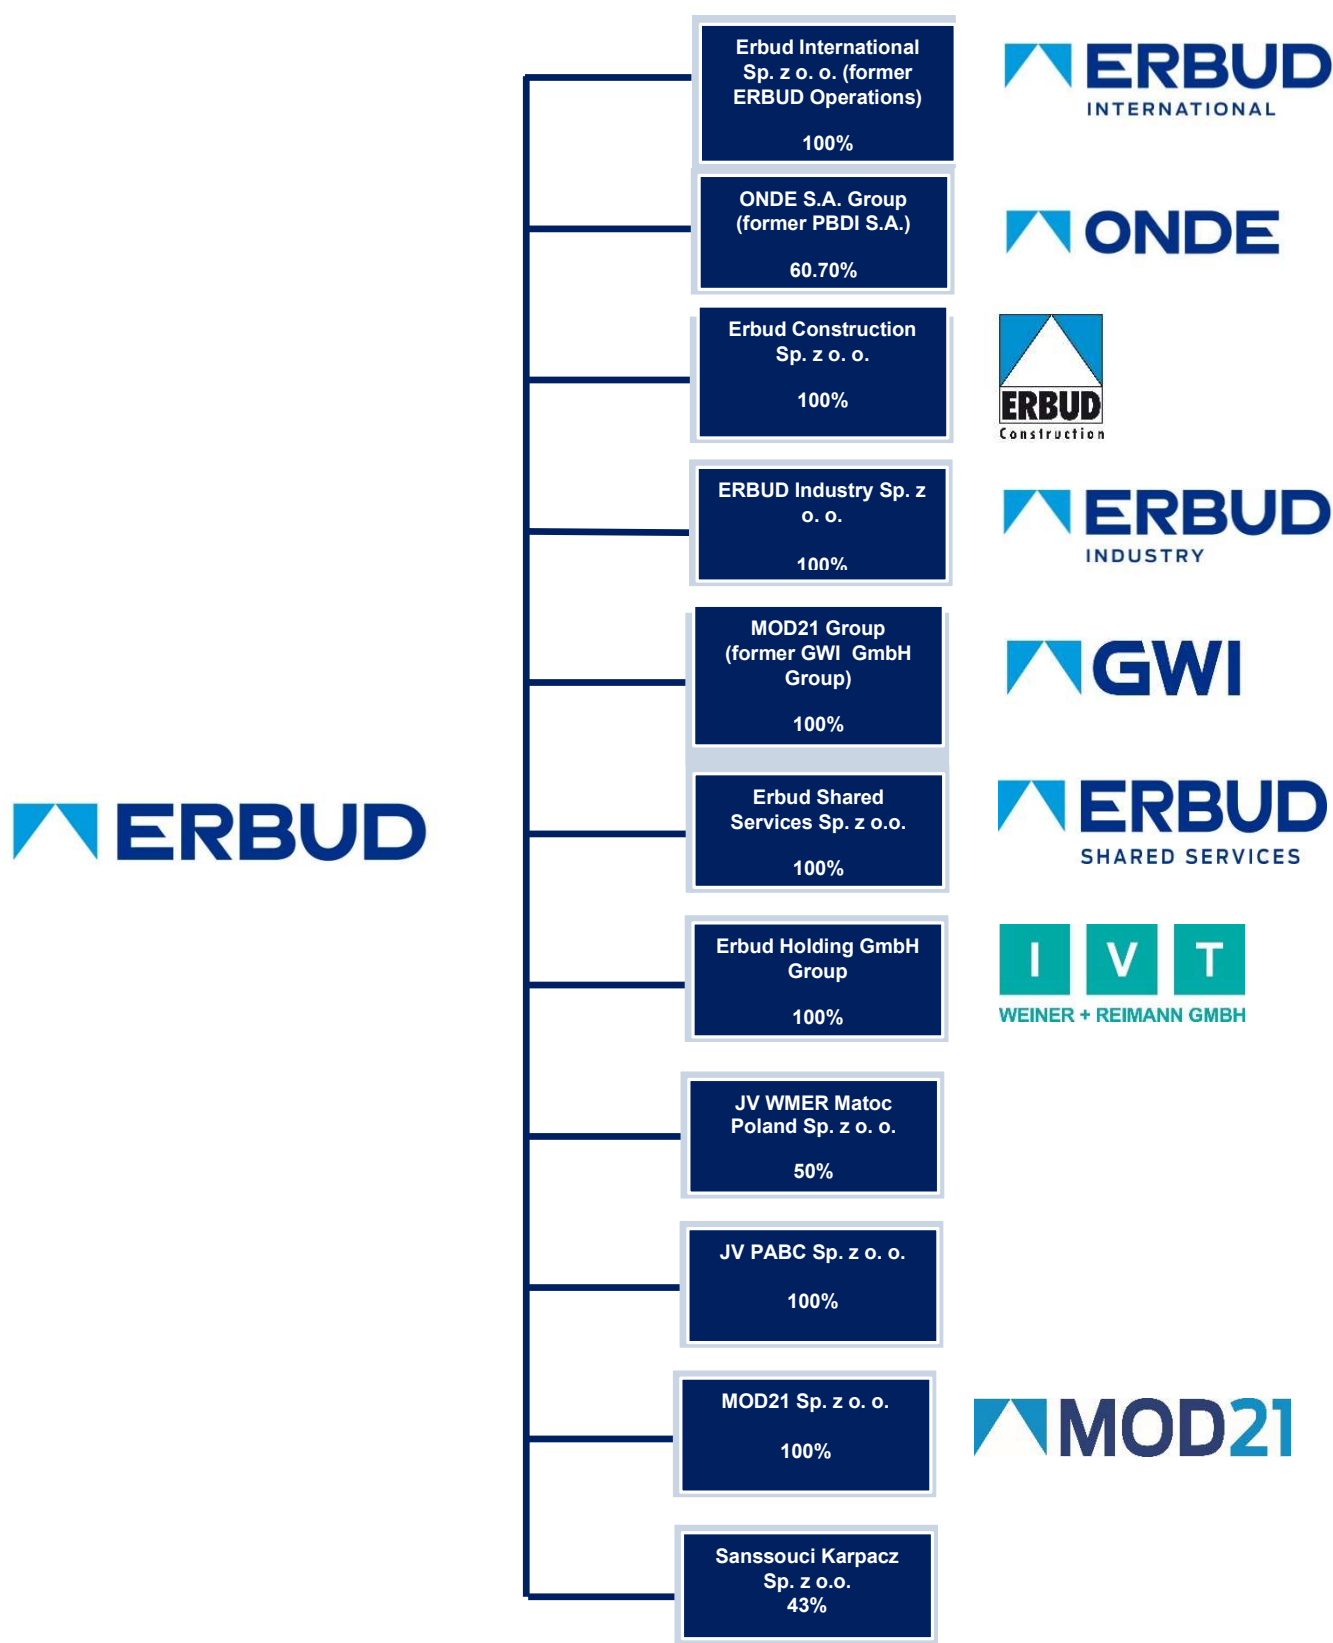 Erbud International
Sp. z o. o. (former
ERBUD Operations)
100%
ERBUD
INTERNATIONAL
ONDE S.A. Group
(former PBDI S.A.)
60.70%
ONDE
Erbud Construction
Sp. z o. o.
100%
ERBUD
Construction
ERBUD Industry Sp. z
o. o.
100%
ERBUD
INDUSTRY
MOD21 Group
(former GWI GmbH
Group)
100%
GWI
ERBUD
Erbud Shared
Services Sp. z o.o.
100%
ERBUD
SHARED SERVICES
Erbud Holding GmbH
Group
100%
I V T
WEINER + REIMANN GMBH
JV WMER Matoc
Poland Sp. z o. o.
50%
JV PABC Sp. z o. o.
100%
MOD21 Sp. z o. o.
100%
MOD21
Sanssouci Karpacz
Sp. z o.o.
43%